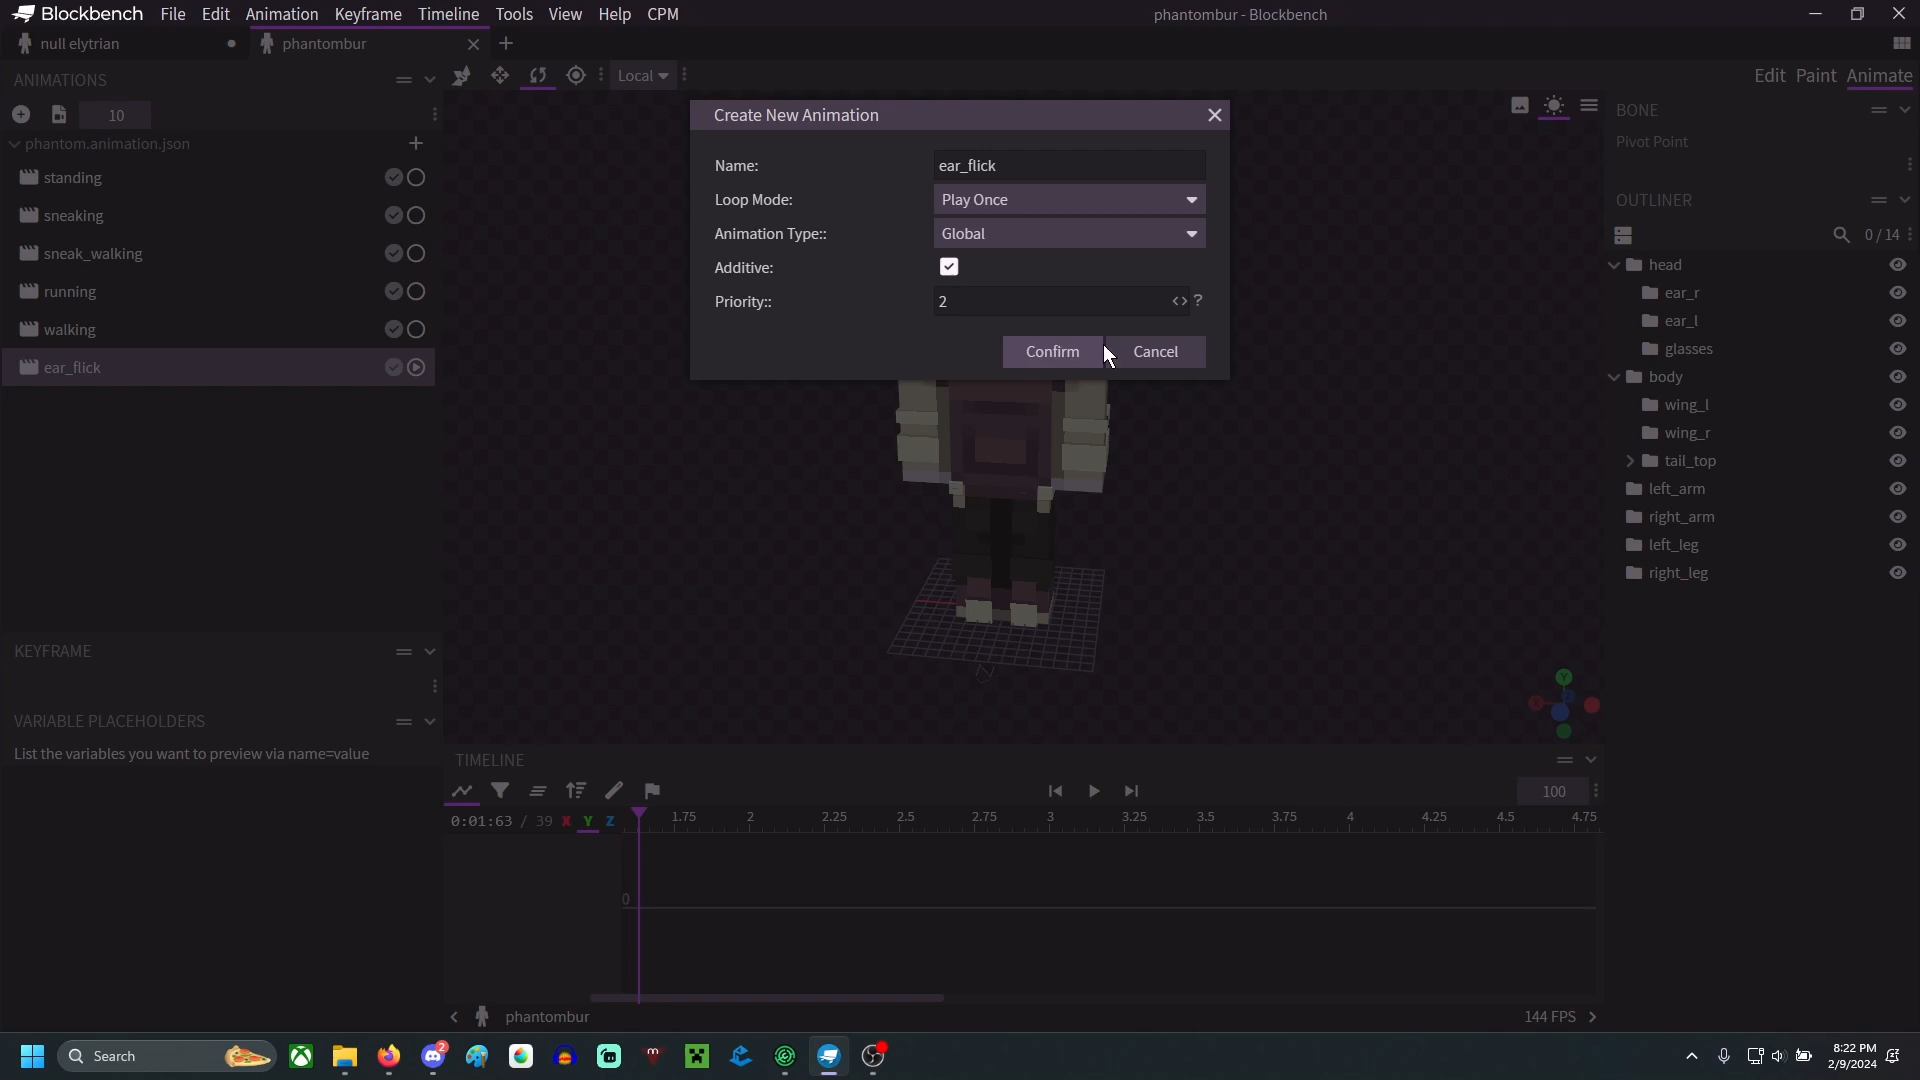 Blockbench File Edit Animation Keyframe Timeline Tools View Help CPM phantombur - Blockbench
null elytrian phantombur
ANIMATIONS Local Edit Paint Animate
10
phantom.animation.json
standing
sneaking
sneak_walking
running
walking
ear_flick
Create New Animation
Name: ear_flick
Loop Mode: Play Once
Animation Type:: Global
Additive:
Priority:: 2 <> ?
Confirm Cancel
BONE
Pivot Point
OUTLINER
0 / 14
head
ear_r
ear_l
glasses
body
wing_l
wing_r
tail_top
left_arm
right_arm
left_leg
right_leg
Y
X
KEYFRAME
VARIABLE PLACEHOLDERS
List the variables you want to preview via name=value
TIMELINE
100
0:01:63 / 39 X Y Z 1.75 2 2.25 2.5 2.75 3 3.25 3.5 3.75 4 4.25 4.5 4.75
0
phantombur 144 FPS
Search 2 m 8:22 PM
2/9/2024